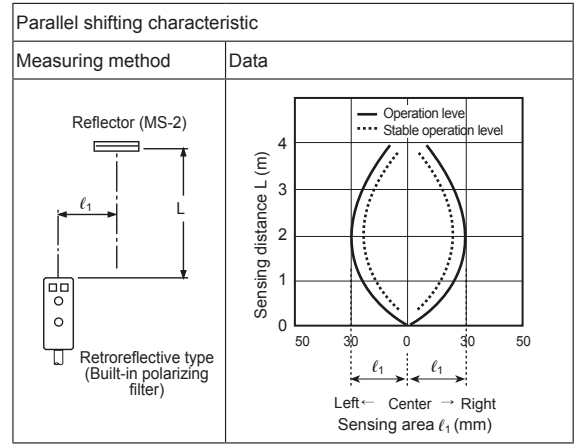 Parallel shifting characteristic
Measuring method
Data
Reflector (MS-2)
ℓ1
L
Retroreflective type
(Built-in polarizing
filter)
Operation level
Stable operation level
Sensing distance L (m)
4
3
2
1
0
50 30 0 30 50
ℓ1 ℓ1
Left← Center → Right
Sensing area ℓ1 (mm)